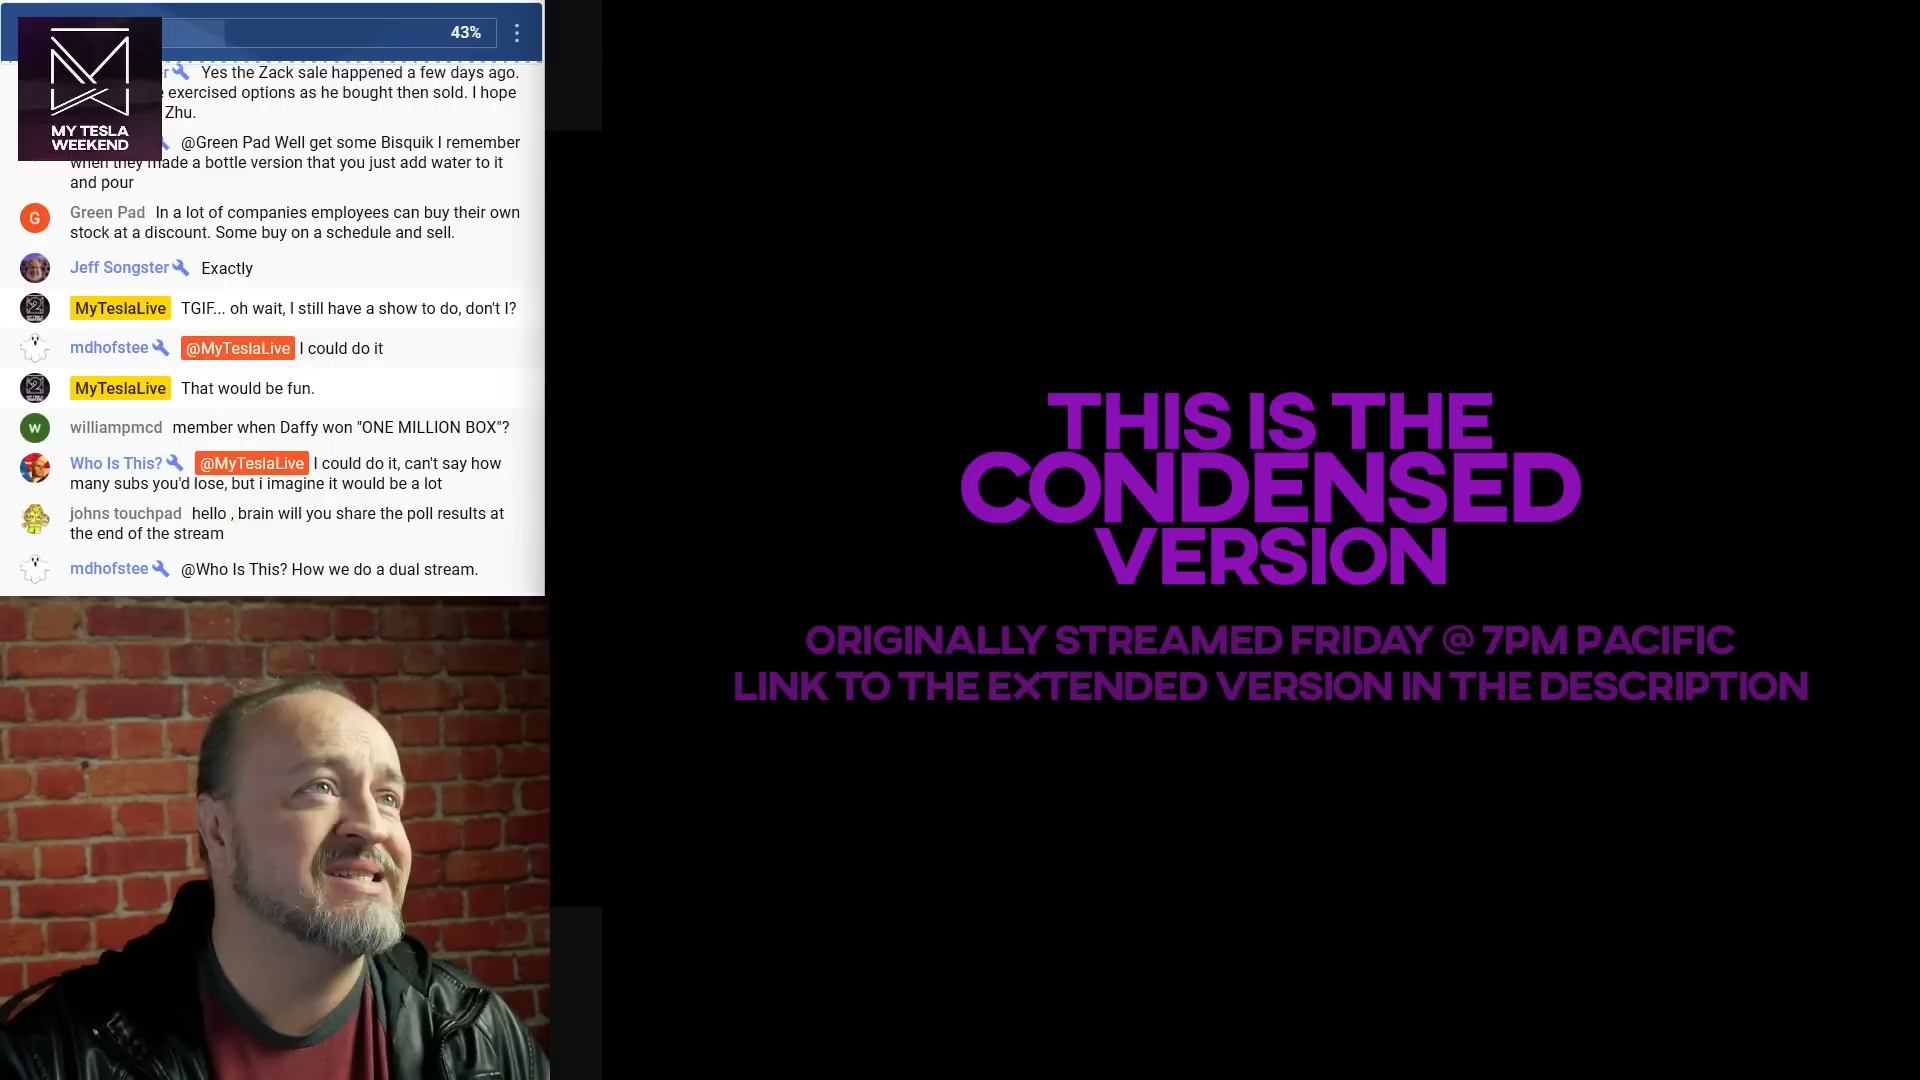 43%
MY TESLA
WEEKEND
Yes the Zack sale happened a few days ago.
exercised options as he bought then sold. I hope
Zhu.
@Green Pad Well get some Bisquik I remember
when they made a bottle version that you just add water to it
and pour
G
Green Pad In a lot of companies employees can buy their own
stock at a discount. Some buy on a schedule and sell.
Jeff Songster Exactly
MyTeslaLive TGIF... oh wait, I still have a show to do, don't I?
mdhofstee @MyTeslaLive I could do it
MyTeslaLive That would be fun.
w
williampmcd member when Daffy won "ONE MILLION BOX"?
Who Is This? @MyTeslaLive I could do it, can't say how
many subs you'd lose, but i imagine it would be a lot
johns touchpad hello , brain will you share the poll results at
the end of the stream
mdhofstee @Who Is This? How we do a dual stream.
THIS IS THE
CONDENSED
VERSION
ORIGINALLY STREAMED FRIDAY @ 7PM PACIFIC
LINK TO THE EXTENDED VERSION IN THE DESCRIPTION